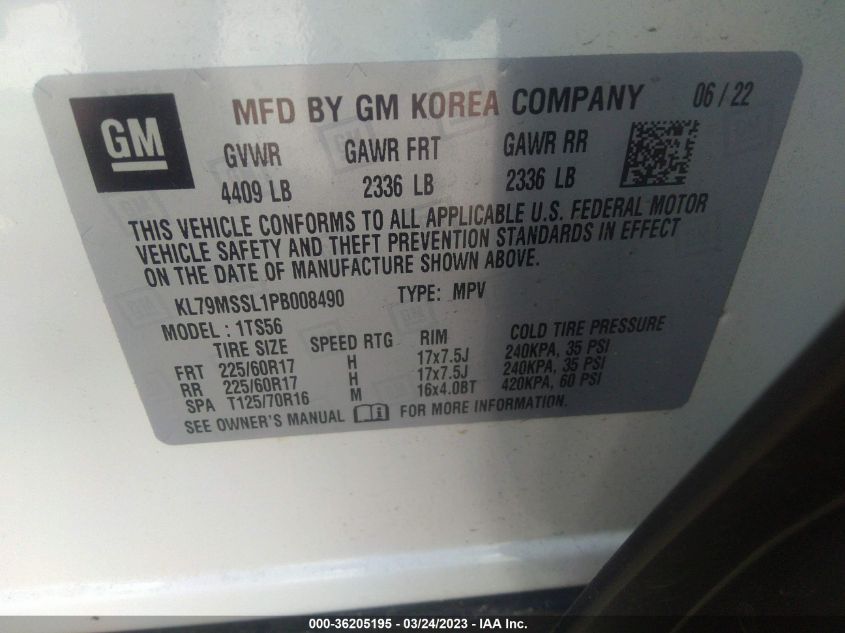 GM
MFD BY GM KOREA COMPANY 06 / 22
GVWR GAWR FRT GAWR RR
4409 LB 2336 LB 2336 LB
THIS VEHICLE CONFORMS TO ALL APPLICABLE U.S. FEDERAL MOTOR
VEHICLE SAFETY AND THEFT PREVENTION STANDARDS IN EFFECT
ON THE DATE OF MANUFACTURE SHOWN ABOVE.
KL79MSSL1PB008490 TYPE: MPV
MODEL : 1TS56
TIRE SIZE SPEED RTG RIM COLD TIRE PRESSURE
FRT 225/60R17 H 17x7.5J 240KPA, 35 PSI
RR 225/60R17 H 17x7.5J 240KPA, 35 PSI
SPA T125/70R16 M 16x4.0BT 420KPA, 60 PSI
SEE OWNER'S MANUAL FOR MORE INFORMATION.
000-36205195 - 03/24/2023 - IAA Inc.